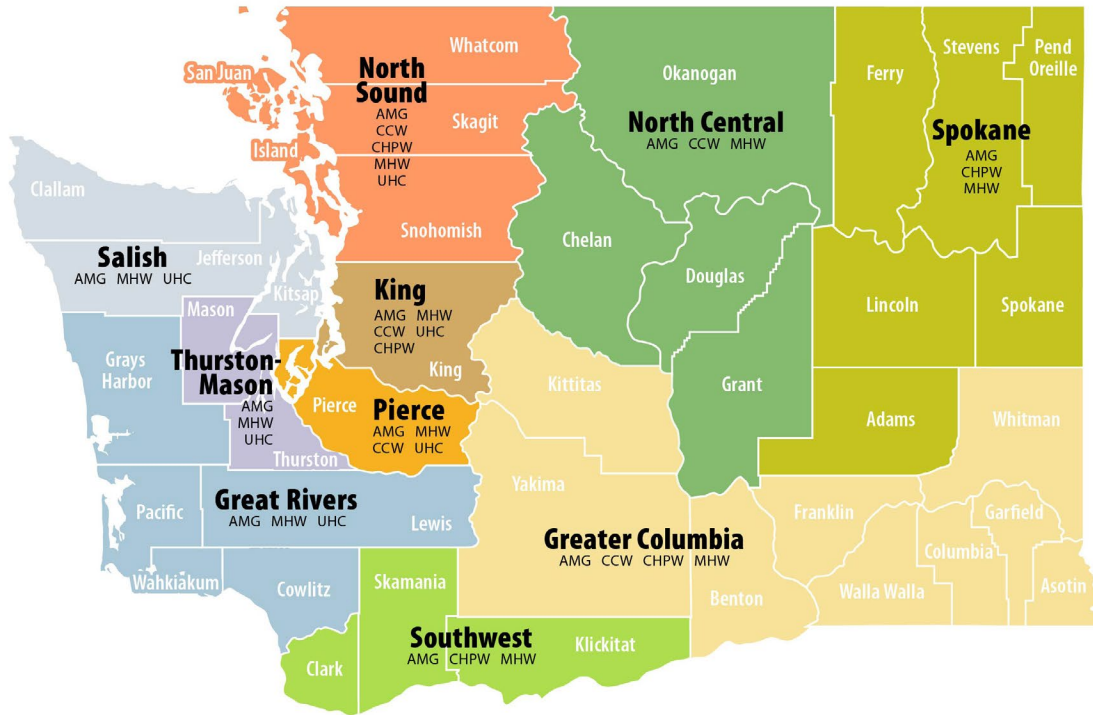 Whatcom
San Juan
North
Sound
AMG
CCW
CHPW
MHW
UHC
Skagit
Island
Snohomish
Okanogan
North Central
AMG CCW MHW
Chelan
Douglas
Grant
Ferry
Stevens
Pend
Oreille
Spokane
AMG
CHPW
MHW
Lincoln
Spokane
Adams
Clallam
Jefferson
Salish
AMG MHW UHC
Kitsap
King
AMG MHW
CCW UHC
CHPW
King
Mason
Thurston-
Mason
AMG
MHW
UHC
Thurston
Grays
Harbor
Pierce
Pierce
AMG MHW
CCW UHC
Great Rivers
AMG MHW UHC
Pacific
Lewis
Wahkiakum
Cowlitz
Kittitas
Yakima
Greater Columbia
AMG CCW CHPW MHW
Benton
Franklin
Whitman
Garfield
Columbia
Walla Walla
Asotin
Skamania
Southwest
AMG CHPW MHW
Klickitat
Clark